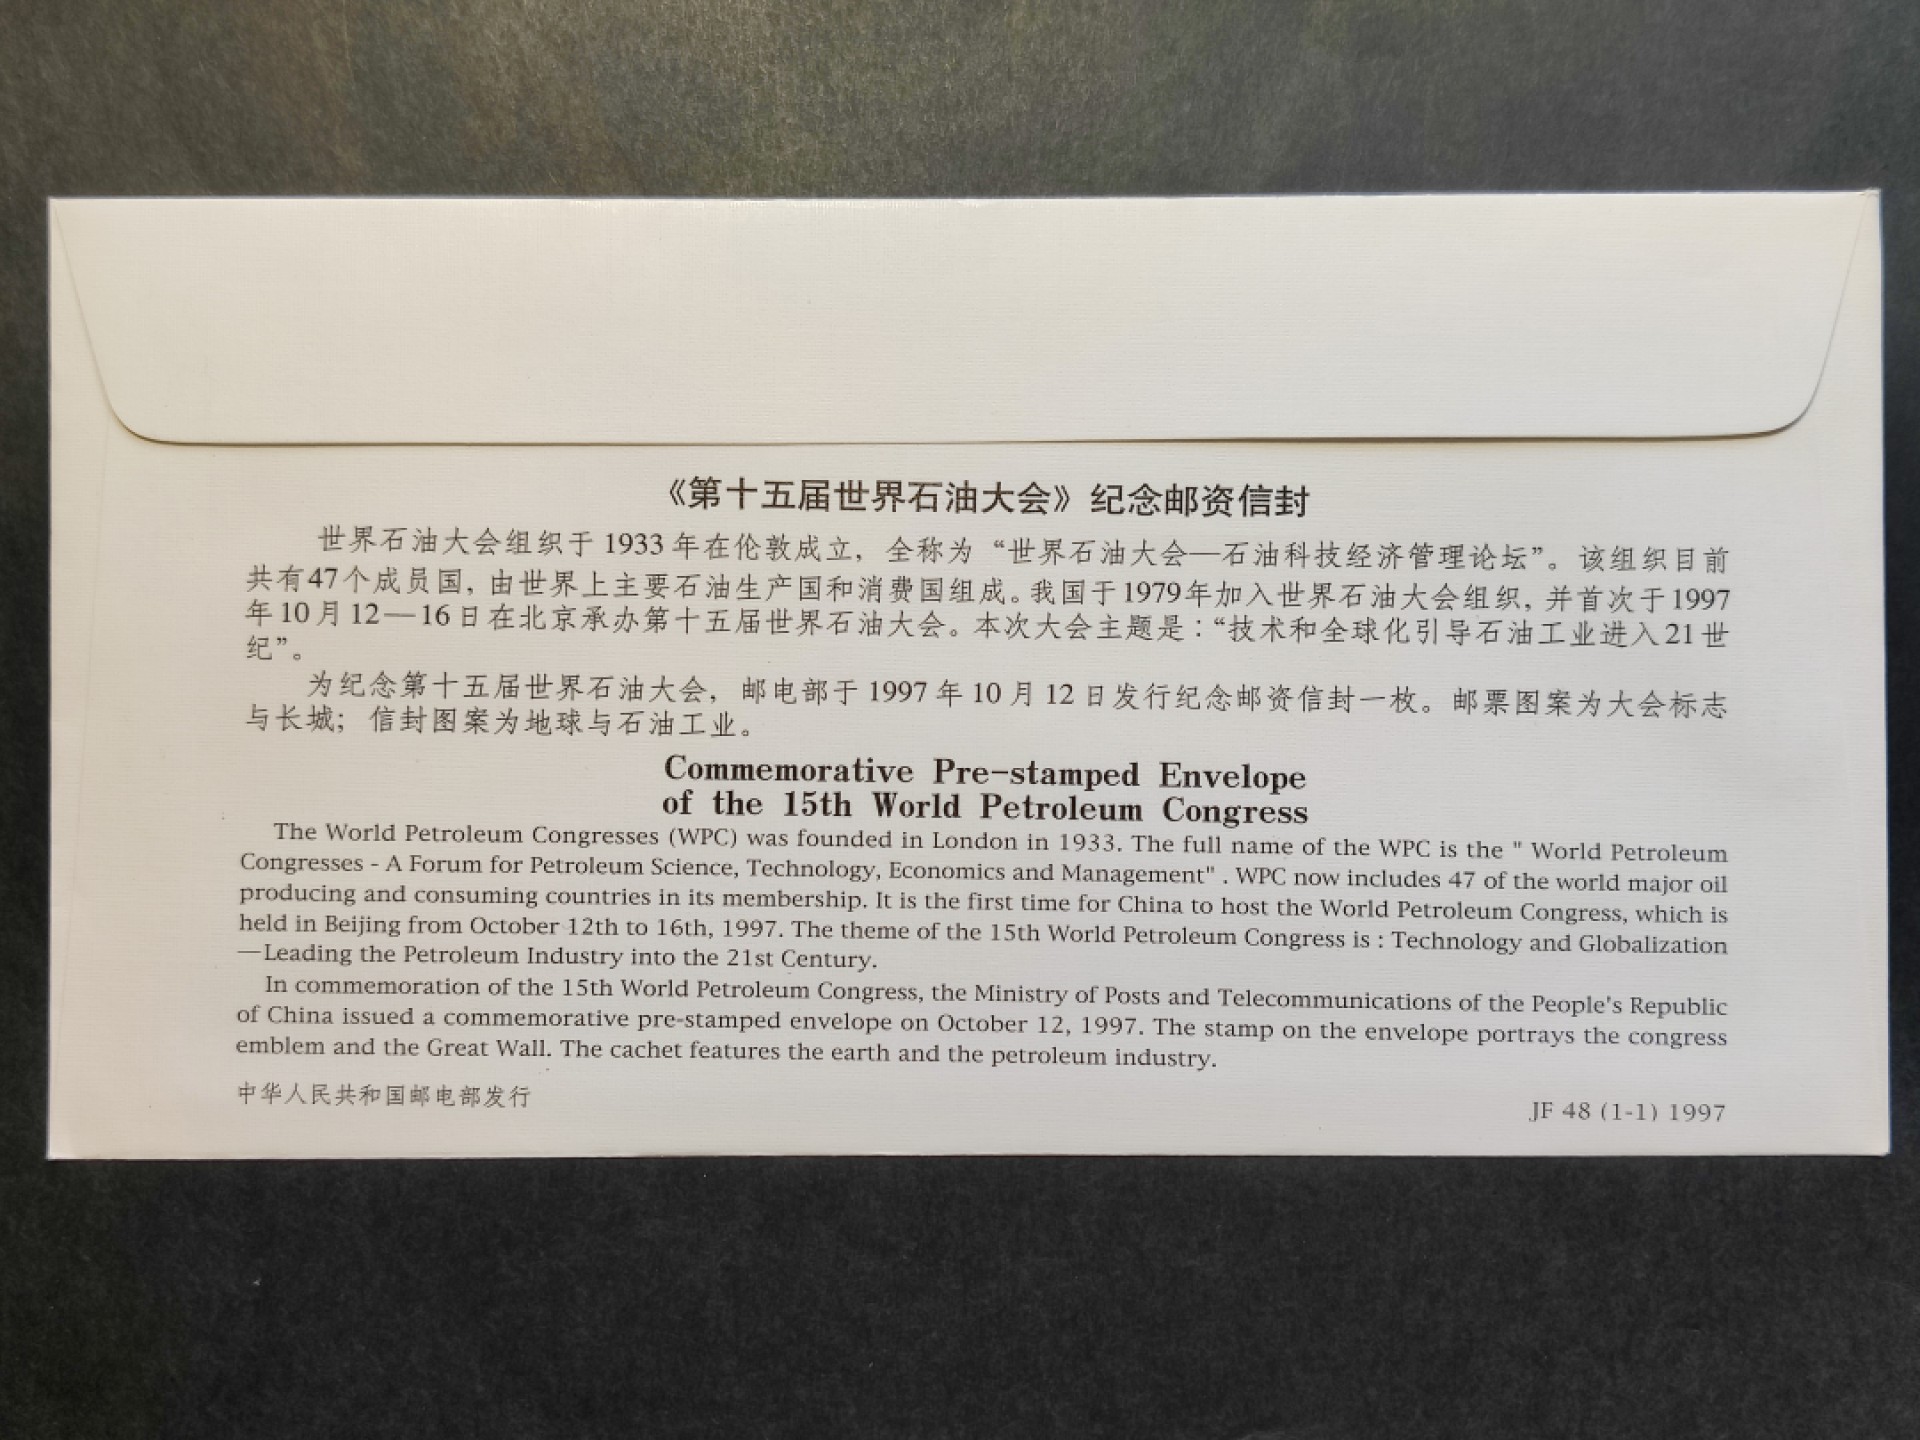 《第十五届世界石油大会》纪念邮资信封
世界石油大会组织于1933年在伦敦成立，全称为“世界石油大会—石油科技经济管理论坛”。该组织目前
共有47个成员国，由世界上主要石油生产国和消费国组成。我国于1979年加入世界石油大会组织，并首次于1997
年10月12—16日在北京承办第十五届世界石油大会。本次大会主题是：“技术和全球化引导石油工业进入21世
纪”。
为纪念第十五届世界石油大会，邮电部于1997年10月12日发行纪念邮资信封一枚。邮票图案为大会标志
与长城；信封图案为地球与石油工业。
Commemorative Pre-stamped Envelope
of the 15th World Petroleum Congress
The World Petroleum Congresses (WPC) was founded in London in 1933. The full name of the WPC is the " World Petroleum
Congresses - A Forum for Petroleum Science, Technology, Economics and Management" . WPC now includes 47 of the world major oil
producing and consuming countries in its membership. It is the first time for China to host the World Petroleum Congress, which is
held in Beijing from October 12th to 16th, 1997. The theme of the 15th World Petroleum Congress is : Technology and Globalization
—Leading the Petroleum Industry into the 21st Century.
In commemoration of the 15th World Petroleum Congress, the Ministry of Posts and Telecommunications of the People's Republic
of China issued a commemorative pre-stamped envelope on October 12, 1997. The stamp on the envelope portrays the congress
emblem and the Great Wall. The cachet features the earth and the petroleum industry.
中华人民共和国邮电部发行
JF 48 (1-1) 1997